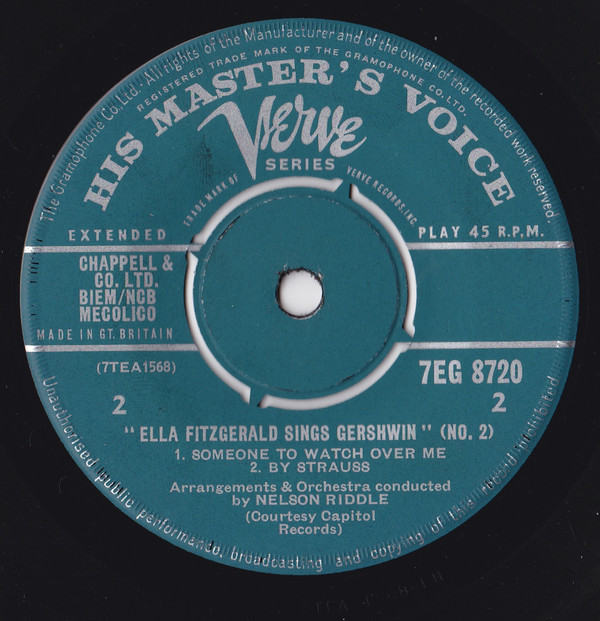 The Gramophone Co. Ltd. All rights of the Manufacturer and of the owner of the recorded work reserved.
REGISTERED TRADE MARK OF THE GRAMOPHONE CO. LTD.
HIS MASTER'S VOICE
Verve
SERIES
TRADE MARK OF
VERVE RECORDS, INC
EXTENDED
PLAY 45 R.P.M.
CHAPPELL &
CO. LTD.
BIEM/NCB
MECOLICO
MADE IN GT. BRITAIN
(7TEA1568)
7EG 8720
2
2
"ELLA FITZGERALD SINGS GERSHWIN" (NO. 2)
1. SOMEONE TO WATCH OVER ME
2. BY STRAUSS
Arrangements & Orchestra conducted
by NELSON RIDDLE
(Courtesy Capitol
Records)
Unauthorised public performance, broadcasting and copying of this record prohibited